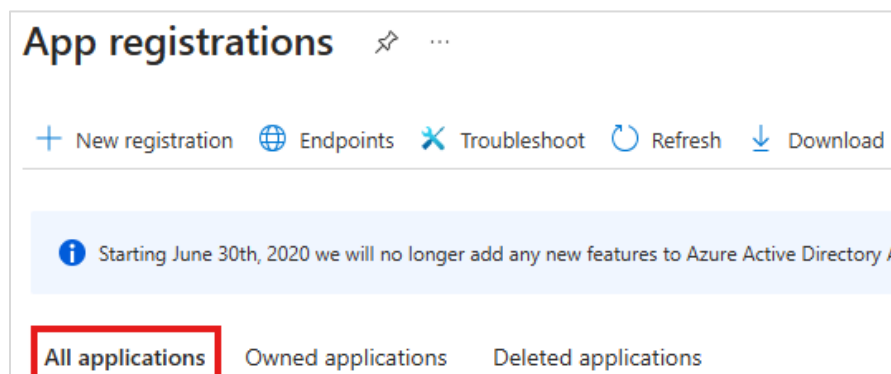 App registrations ...
New registration Endpoints Troubleshoot Refresh Download
Starting June 30th, 2020 we will no longer add any new features to Azure Active Directory
All applications Owned applications Deleted applications